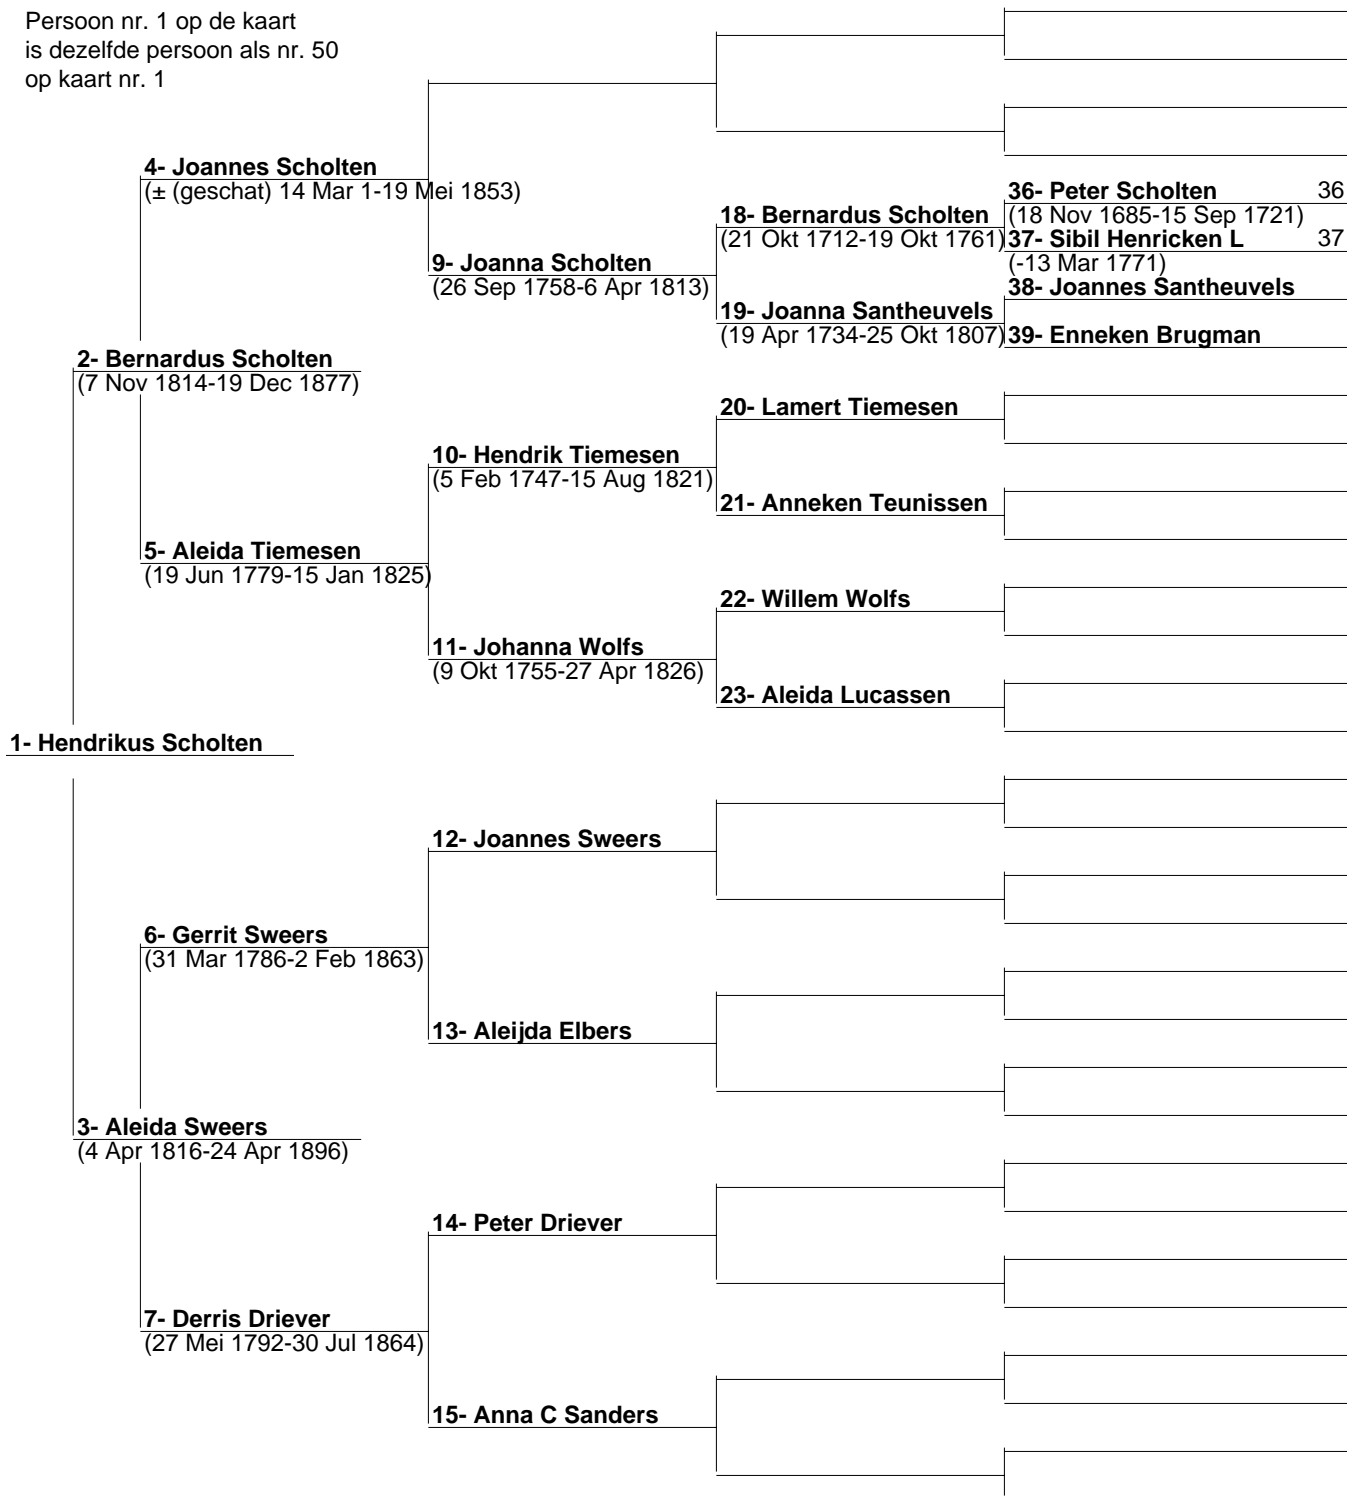 Persoon nr. 1 op de kaart
is dezelfde persoon als nr. 50
op kaart nr. 1
4- Joannes Scholten
(± (geschat) 14 Mar 1-19 Mei 1853)
36- Peter Scholten 36
(18 Nov 1685-15 Sep 1721)
18- Bernardus Scholten
(21 Okt 1712-19 Okt 1761)
37- Sibil Henricken L 37
(-13 Mar 1771)
9- Joanna Scholten
(26 Sep 1758-6 Apr 1813)
38- Joannes Santheuvels
19- Joanna Santheuvels
(19 Apr 1734-25 Okt 1807)
39- Enneken Brugman
2- Bernardus Scholten
(7 Nov 1814-19 Dec 1877)
20- Lamert Tiemesen
10- Hendrik Tiemesen
(5 Feb 1747-15 Aug 1821)
21- Anneken Teunissen
5- Aleida Tiemesen
(19 Jun 1779-15 Jan 1825)
22- Willem Wolfs
11- Johanna Wolfs
(9 Okt 1755-27 Apr 1826)
23- Aleida Lucassen
1- Hendrikus Scholten
12- Joannes Sweers
6- Gerrit Sweers
(31 Mar 1786-2 Feb 1863)
13- Aleijda Elbers
3- Aleida Sweers
(4 Apr 1816-24 Apr 1896)
14- Peter Driever
7- Derris Driever
(27 Mei 1792-30 Jul 1864)
15- Anna C Sanders